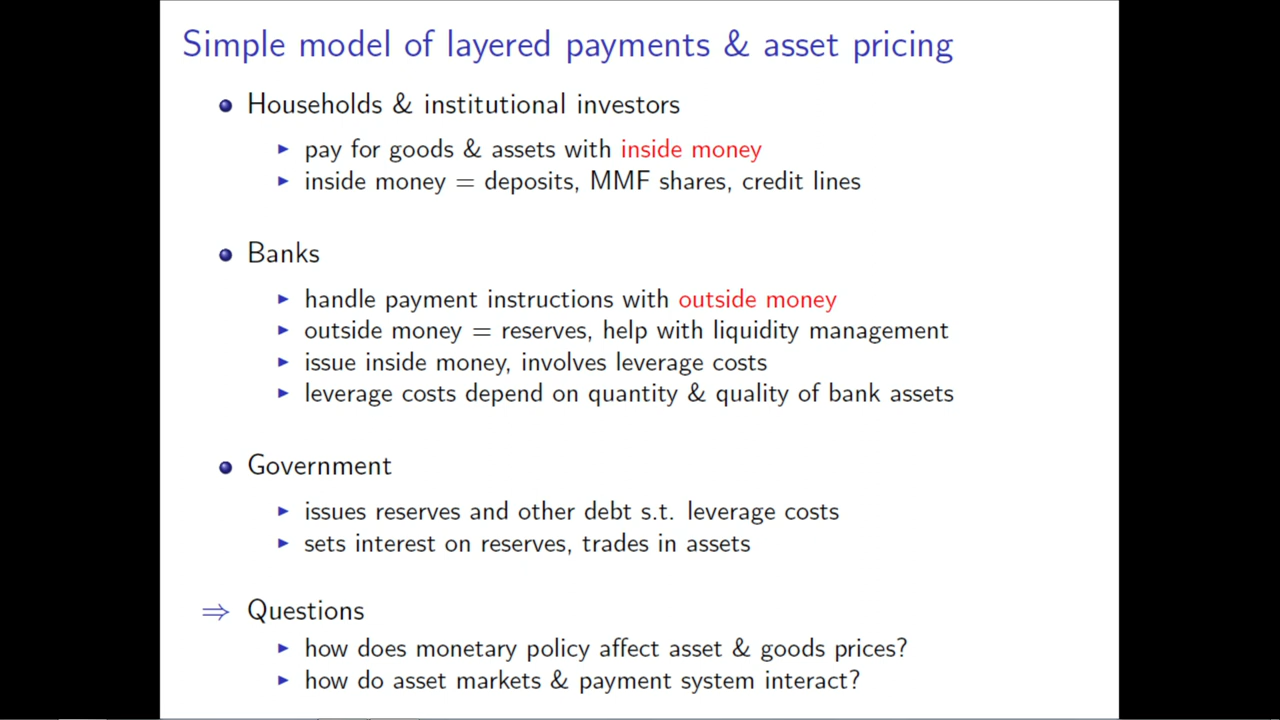 Simple model of layered payments & asset pricing
Households & institutional investors
pay for goods & assets with inside money
inside money = deposits, MMF shares, credit lines
Banks
handle payment instructions with outside money
outside money = reserves, help with liquidity management
issue inside money, involves leverage costs
leverage costs depend on quantity & quality of bank assets
Government
issues reserves and other debt s.t. leverage costs
sets interest on reserves, trades in assets
⇒ Questions
how does monetary policy affect asset & goods prices?
how do asset markets & payment system interact?